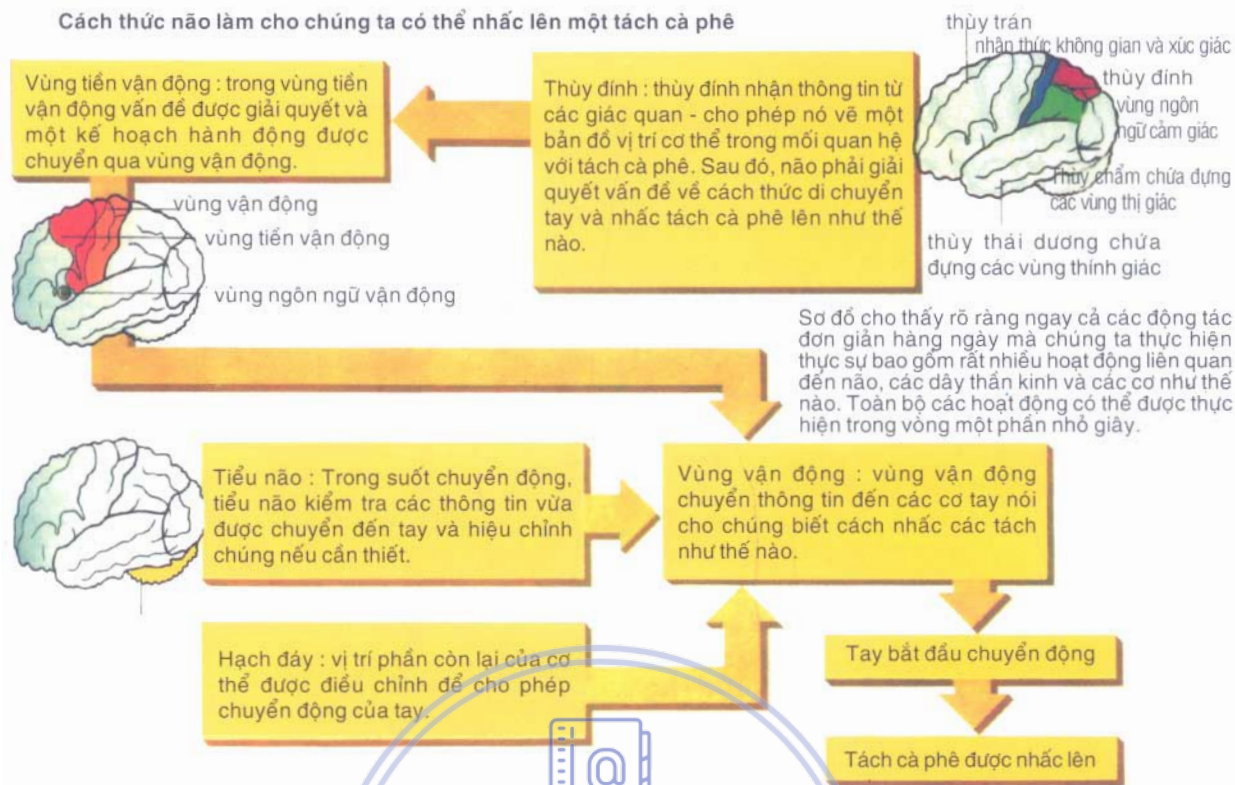 Cách thức não làm cho chúng ta có thể nhấc lên một tách cà phê
Vùng tiền vận động : trong vùng tiền
vận động vấn đề được giải quyết và
một kế hoạch hành động được
chuyển qua vùng vận động.
Thùy đính : thùy đính nhận thông tin từ
các giác quan - cho phép nó vẽ một
bản đồ vị trí cơ thể trong mối quan hệ
với tách cà phê. Sau đó, não phải giải
quyết vấn đề về cách thức di chuyển
tay và nhấc tách cà phê lên như thế
nào.
thùy trán
nhận thức không gian và xúc giác
thùy đính
vùng ngôn
ngữ cảm giác
Thùy chẩm chứa đựng
các vùng thị giác
thùy thái dương chứa
đựng các vùng thính giác
vùng vận động
vùng tiền vận động
vùng ngôn ngữ vận động
Sơ đồ cho thấy rõ ràng ngay cả các động tác
đơn giản hàng ngày mà chúng ta thực hiện
thực sự bao gồm rất nhiều hoạt động liên quan
đến não, các dây thần kinh và các cơ như thế
nào. Toàn bộ các hoạt động có thể được thực
hiện trong vòng một phần nhỏ giây.
Tiểu não : Trong suốt chuyển động,
tiểu não kiểm tra các thông tin vừa
được chuyển đến tay và hiệu chỉnh
chúng nếu cần thiết.
Vùng vận động : vùng vận động
chuyển thông tin đến các cơ tay nói
cho chúng biết cách nhấc các tách
như thế nào.
Hạch đáy : vị trí phần còn lại của cơ
thể được điều chỉnh để cho phép
chuyển động của tay.
Tay bắt đầu chuyển động
Tách cà phê được nhấc lên
@